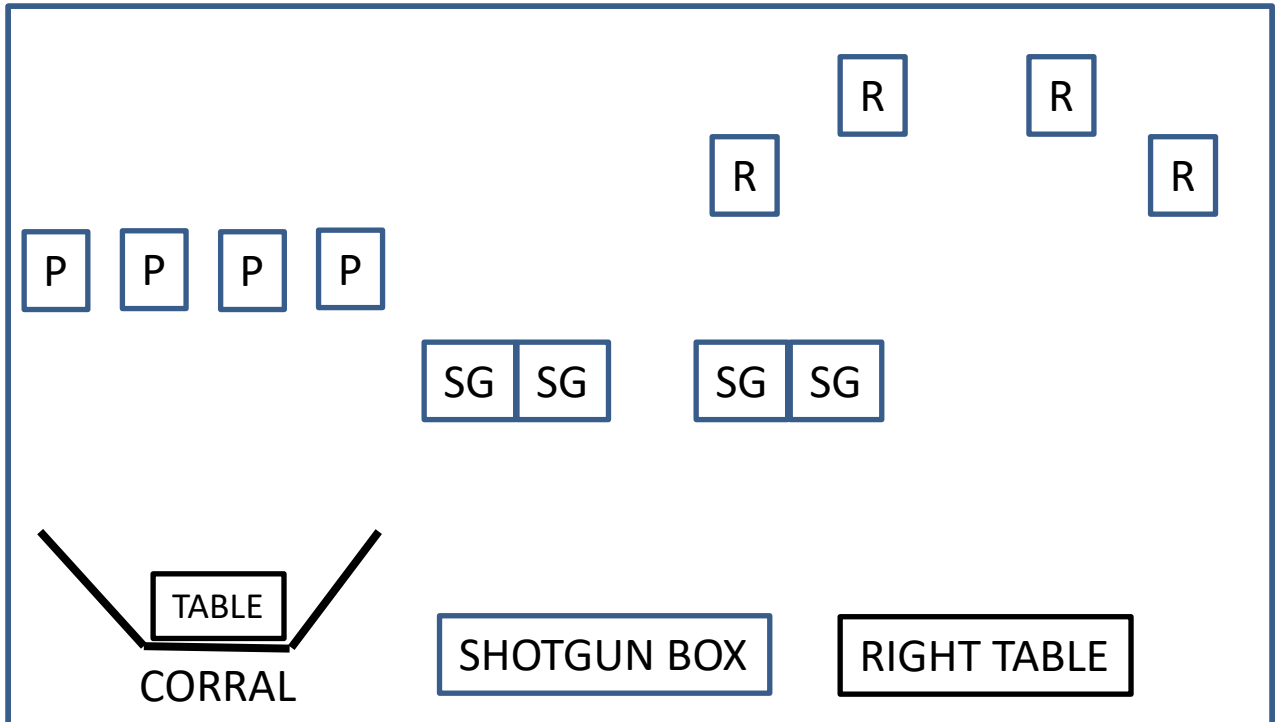 R R
R R
P P P P
SG SG SG SG
TABLE
SHOTGUN BOX RIGHT TABLE
CORRAL